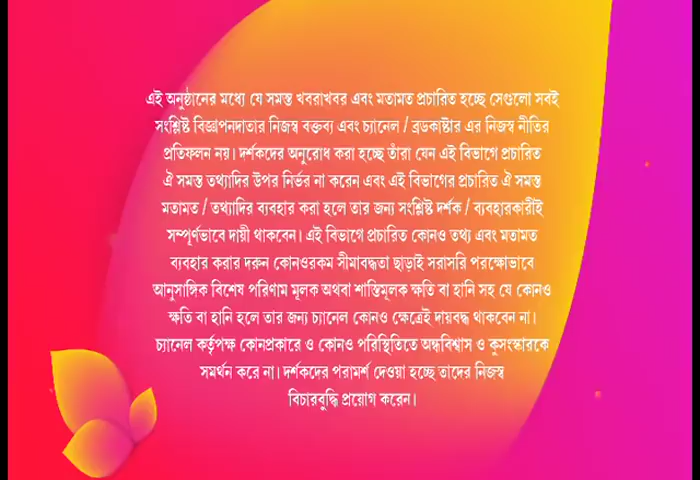 এই অনুষ্ঠানের মধ্যে যে সমস্ত খবরাখবর এবং মতামত প্রচারিত হচ্ছে সেগুলো সবই
সংশ্লিষ্ট বিজ্ঞাপনদাতার নিজস্ব বক্তব্য এবং চ্যানেল / ব্রডকাষ্টার এর নিজস্ব নীতির
প্রতিফলন নয়। দর্শকদের অনুরোধ করা হচ্ছে তাঁরা যেন এই বিভাগে প্রচারিত
ঐ সমস্ত তথ্যাদির উপর নির্ভর না করেন এবং এই বিভাগের প্রচারিত ঐ সমস্ত
মতামত / তথ্যাদির ব্যবহার করা হলে তার জন্য সংশ্লিষ্ট দর্শক / ব্যবহারকারীই
সম্পূর্ণভাবে দায়ী থাকবেন। এই বিভাগে প্রচারিত কোনও তথ্য এবং মতামত
ব্যবহার করার দরুন কোনওরকম সীমাবদ্ধতা ছাড়াই সরাসরি পরক্ষোভাবে
আনুসাঙ্গিক বিশেষ পরিণাম মূলক অথবা শাস্তিমূলক ক্ষতি বা হানি সহ যে কোনও
ক্ষতি বা হানি হলে তার জন্য চ্যানেল কোনও ক্ষেত্রেই দায়বদ্ধ থাকবেন না।
চ্যানেল কর্তৃপক্ষ কোনপ্রকারে ও কোনও পরিস্থিতিতে অন্ধবিশ্বাস ও কুসংস্কারকে
সমর্থন করে না। দর্শকদের পরামর্শ দেওয়া হচ্ছে তাদের নিজস্ব
বিচারবুদ্ধি প্রয়োগ করেন।